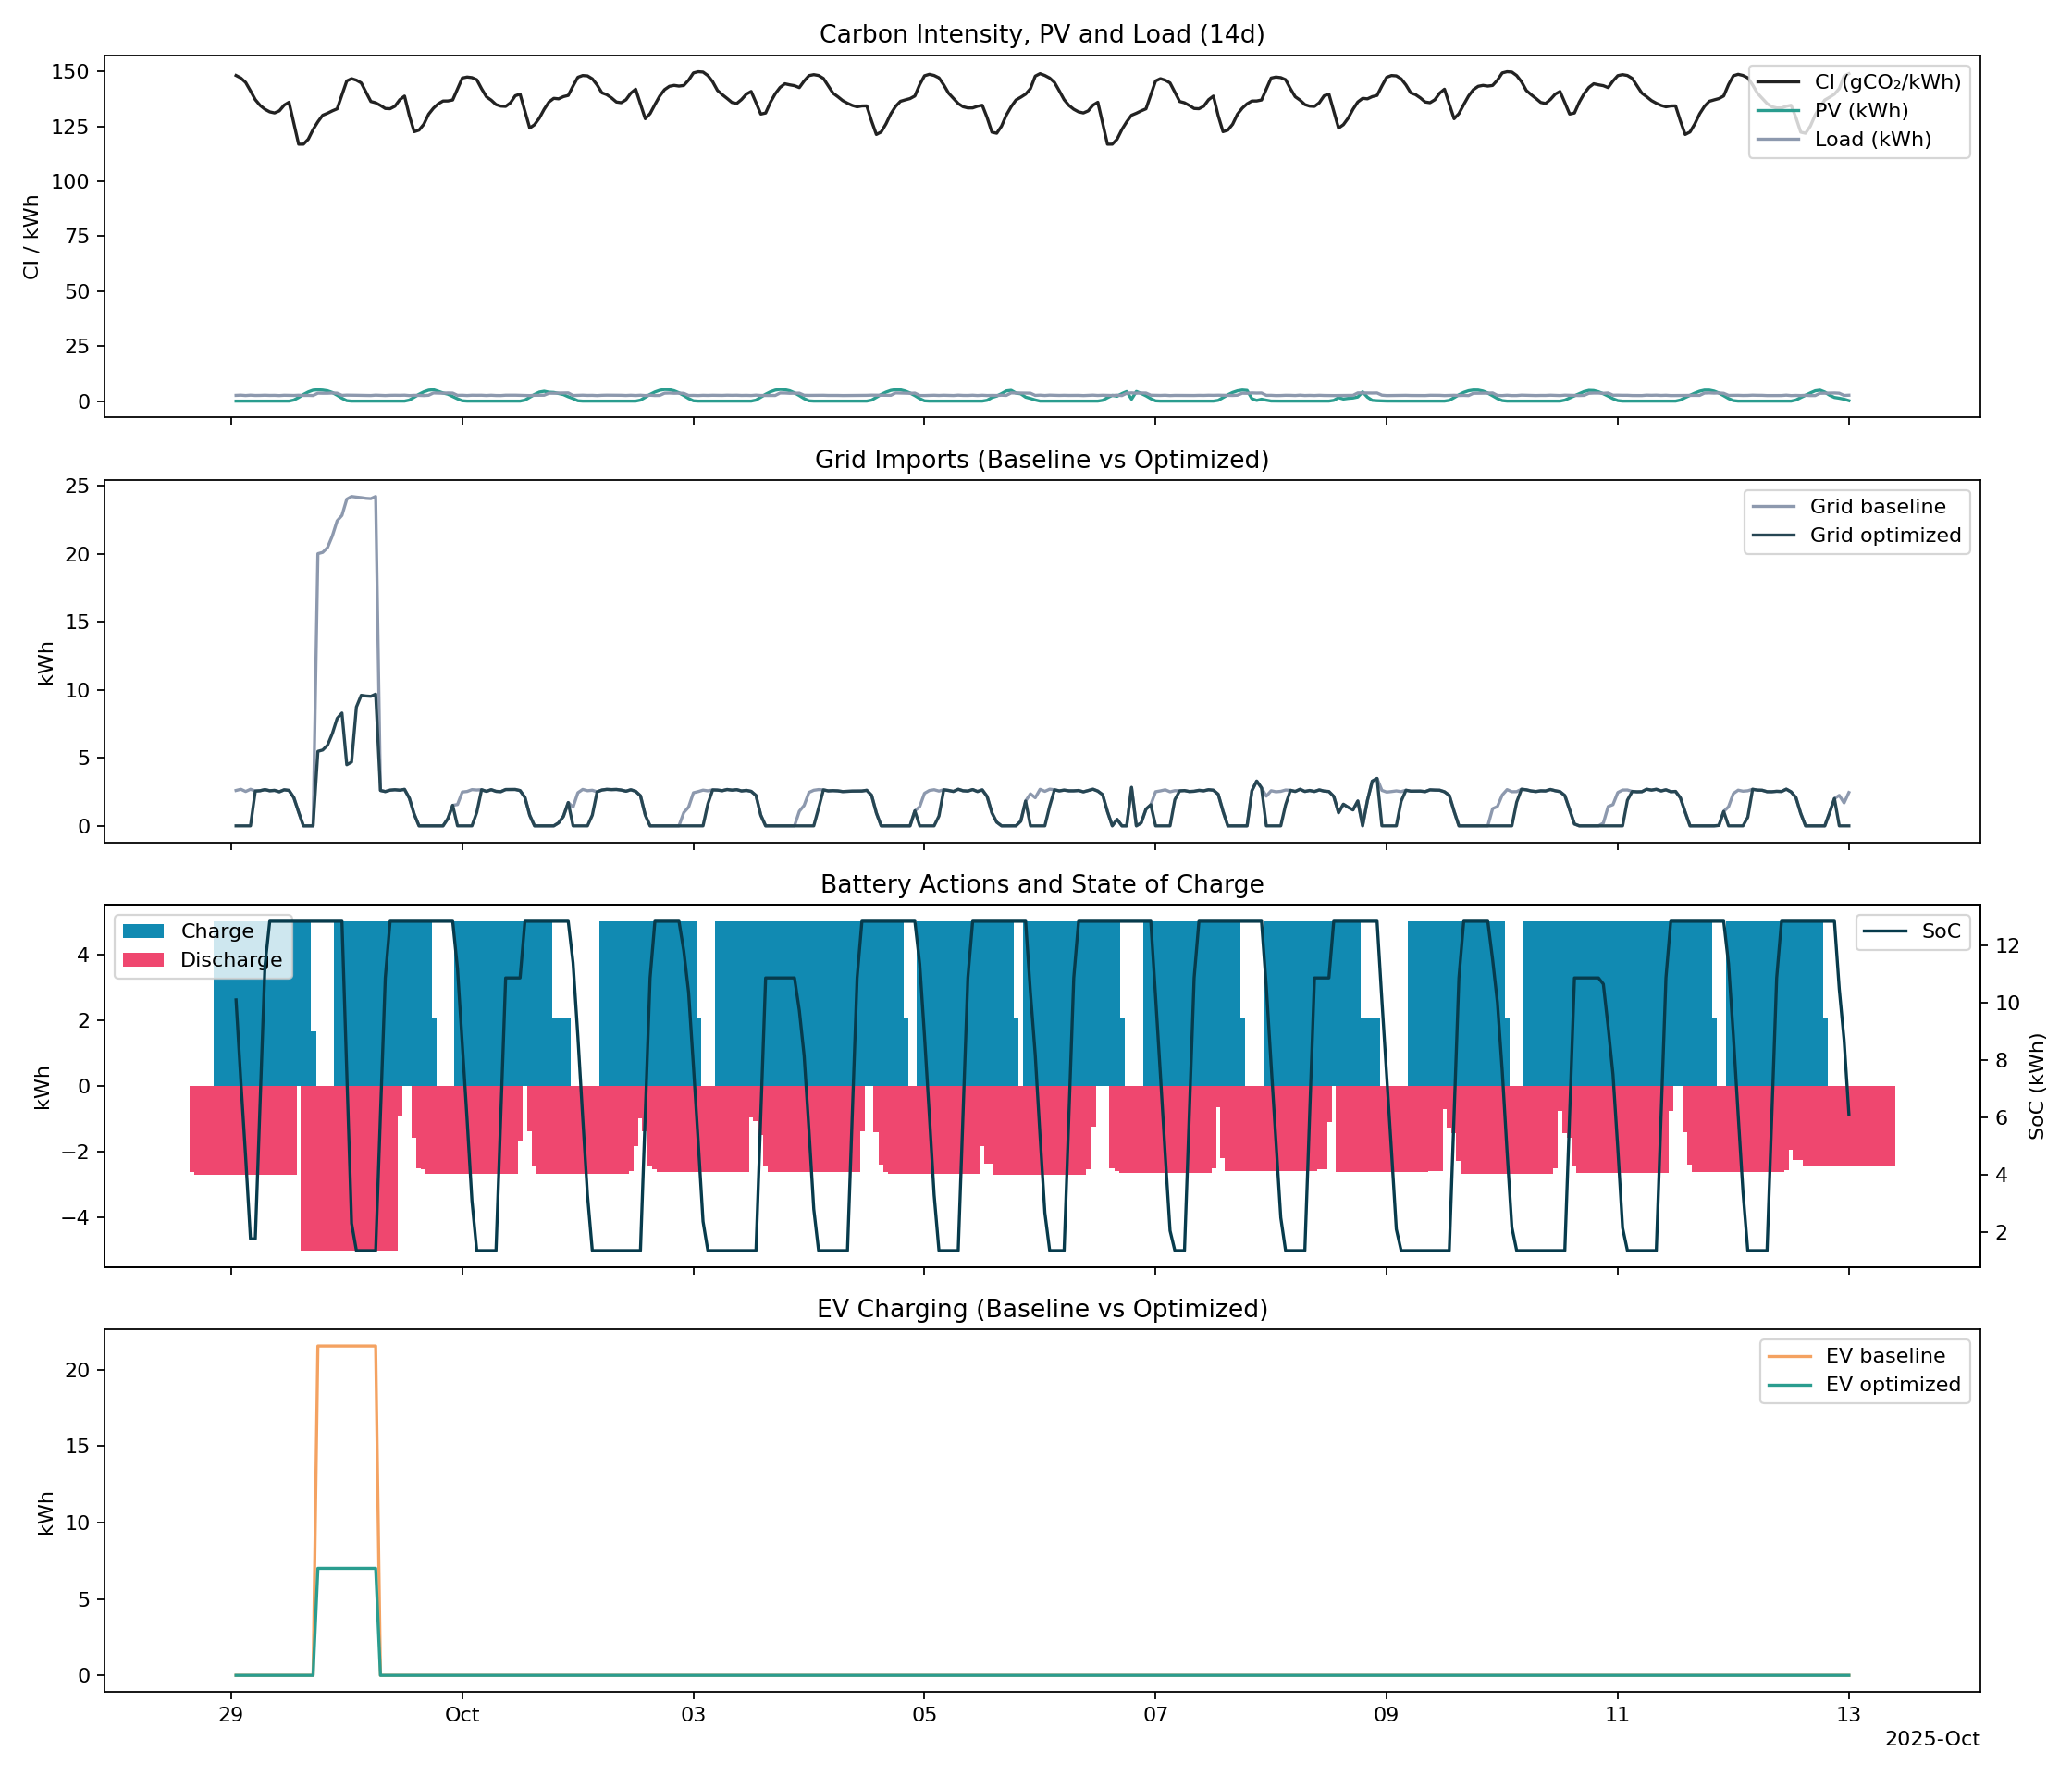 Carbon Intensity, PV and Load (14d)
150
125
100
75
50
25
0
CI / kWh
CI (gCO₂/kWh)
PV (kWh)
Load (kWh)
Grid Imports (Baseline vs Optimized)
25
20
15
10
5
0
kWh
Grid baseline
Grid optimized
Battery Actions and State of Charge
4
2
0
−2
−4
kWh
Charge
Discharge
SoC
12
10
8
6
4
2
SoC (kWh)
EV Charging (Baseline vs Optimized)
20
15
10
5
0
kWh
EV baseline
EV optimized
29 Oct 03 05 07 09 11 13
2025-Oct